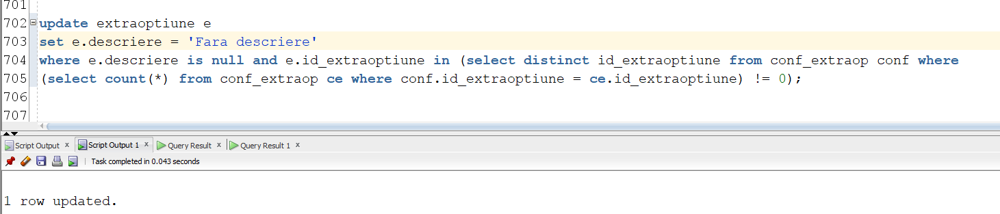 701
702 update extraoptiune e
703 set e.descriere = 'Fara descriere'
704 where e.descriere is null and e.id_extraoptiune in (select distinct id_extraoptiune from conf_extraop conf where
705 (select count(*) from conf_extraop ce where conf.id_extraoptiune = ce.id_extraoptiune) != 0);
706
707
Script Output x Script Output 1 x Query Result x Query Result 1 x
Task completed in 0.043 seconds
1 row updated.